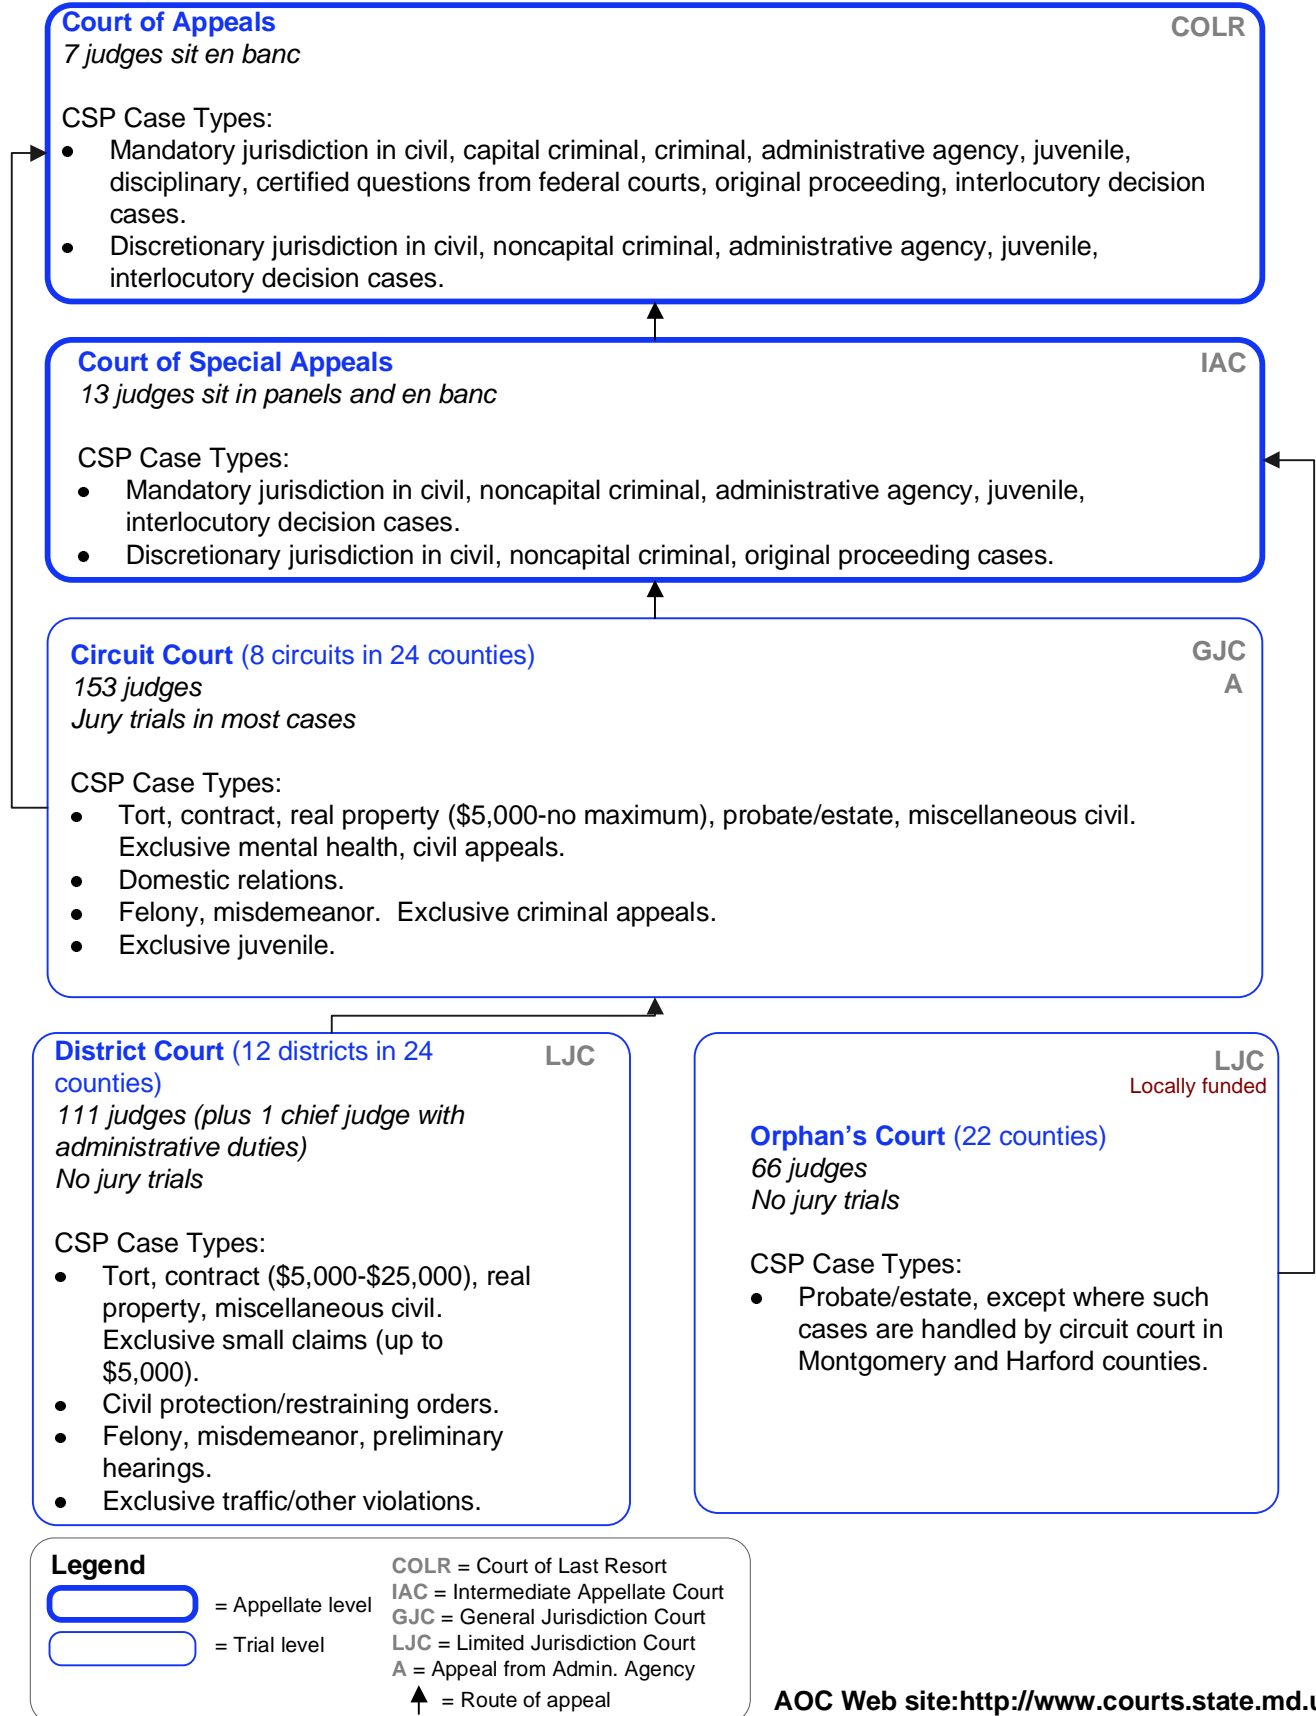 Court of Appeals
COLR
7 judges sit en banc
CSP Case Types:
• Mandatory jurisdiction in civil, capital criminal, criminal, administrative agency, juvenile,
disciplinary, certified questions from federal courts, original proceeding, interlocutory decision
cases.
• Discretionary jurisdiction in civil, noncapital criminal, administrative agency, juvenile,
interlocutory decision cases.
Court of Special Appeals
IAC
13 judges sit in panels and en banc
CSP Case Types:
• Mandatory jurisdiction in civil, noncapital criminal, administrative agency, juvenile,
interlocutory decision cases.
• Discretionary jurisdiction in civil, noncapital criminal, original proceeding cases.
Circuit Court (8 circuits in 24 counties)
GJC
153 judges
A
Jury trials in most cases
CSP Case Types:
• Tort, contract, real property ($5,000-no maximum), probate/estate, miscellaneous civil.
Exclusive mental health, civil appeals.
• Domestic relations.
• Felony, misdemeanor. Exclusive criminal appeals.
• Exclusive juvenile.
District Court (12 districts in 24
LJC
counties)
111 judges (plus 1 chief judge with
administrative duties)
No jury trials
CSP Case Types:
• Tort, contract ($5,000-$25,000), real
property, miscellaneous civil.
Exclusive small claims (up to
$5,000).
• Civil protection/restraining orders.
• Felony, misdemeanor, preliminary
hearings.
• Exclusive traffic/other violations.
LJC
Locally funded
Orphan's Court (22 counties)
66 judges
No jury trials
CSP Case Types:
• Probate/estate, except where such
cases are handled by circuit court in
Montgomery and Harford counties.
Legend
= Appellate level
= Trial level
COLR = Court of Last Resort
IAC = Intermediate Appellate Court
GJC = General Jurisdiction Court
LJC = Limited Jurisdiction Court
A = Appeal from Admin. Agency
= Route of appeal
AOC Web site:http://www.courts.state.md.u